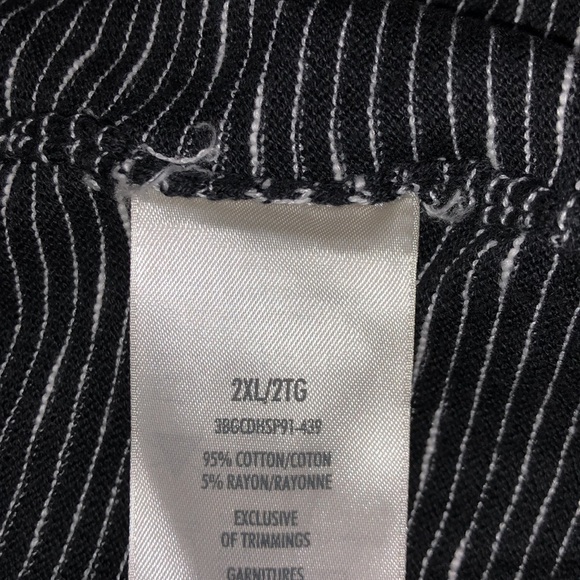 2XL/2TG
3BGCDHSP91-439
95% COTTON/COTON
5% RAYON/RAYONNE
EXCLUSIVE
OF TRIMMINGS
GARNITURES